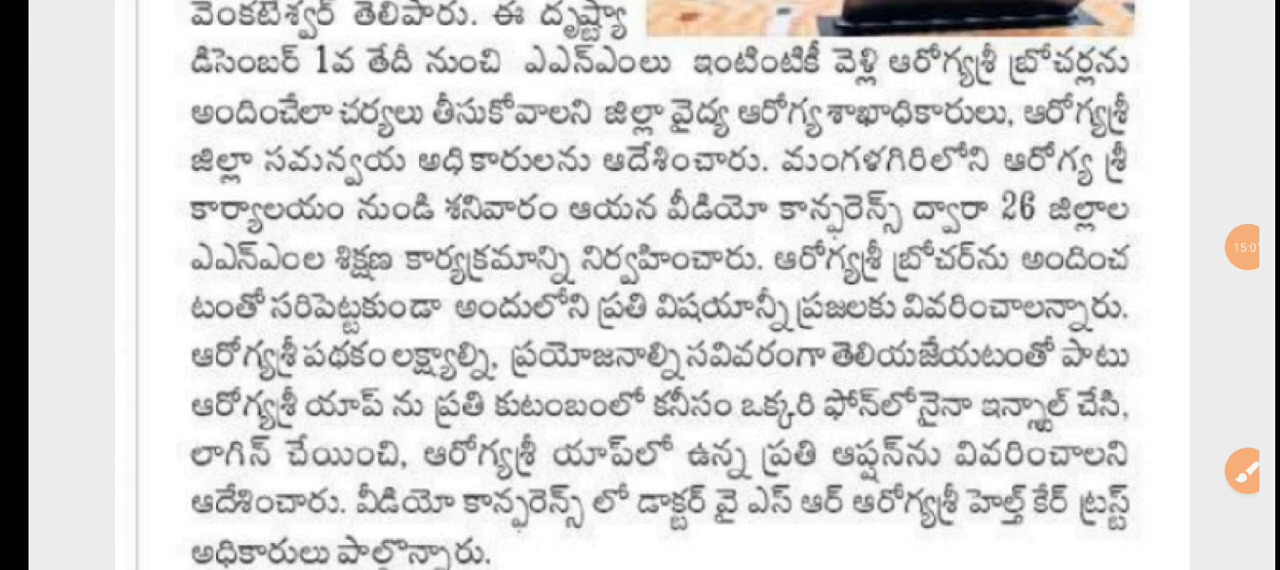 వెంకటేశ్వర్ తెలిపారు. ఈ దృష్ట్యా
డిసెంబర్ 1వ తేదీ నుంచి ఎఎన్ఎంలు ఇంటింటికీ వెళ్లి ఆరోగ్యశ్రీ బ్రోచర్లను
అందించేలా చర్యలు తీసుకోవాలని జిల్లా వైద్య ఆరోగ్య శాఖాధికారులు, ఆరోగ్యశ్రీ
జిల్లా సమన్వయ అధి కారులను ఆదేశించారు. మంగళగిరిలోని ఆరోగ్య శ్రీ
కార్యాలయం నుండి శనివారం ఆయన వీడియో కాన్ఫరెన్స్ ద్వారా 26 జిల్లాల
ఎఎన్ఎంల శిక్షణ కార్యక్రమాన్ని నిర్వహించారు. ఆరోగ్యశ్రీ బ్రోచర్‌ను అందించ
టంతో సరిపెట్టకుండా అందులోని ప్రతి విషయాన్నీ ప్రజలకు వివరించాలన్నారు.
ఆరోగ్యశ్రీ పథకం లక్ష్యాల్ని, ప్రయోజనాల్ని సవివరంగా తెలియజేయటంతో పాటు
ఆరోగ్యశ్రీ యాప్ ను ప్రతి కుటంబంలో కనీసం ఒక్కరి ఫోన్‌లోనైనా ఇన్స్టాల్ చేసి,
లాగిన్ చేయించి, ఆరోగ్యశ్రీ యాప్‌లో ఉన్న ప్రతి ఆప్షన్‌ను వివరించాలని
ఆదేశించారు. వీడియో కాన్ఫరెన్స్ లో డాక్టర్ వై ఎస్ ఆర్ ఆరోగ్యశ్రీ హెల్త్ కేర్ ట్రస్ట్
అధికారులు పాల్గొన్నారు.